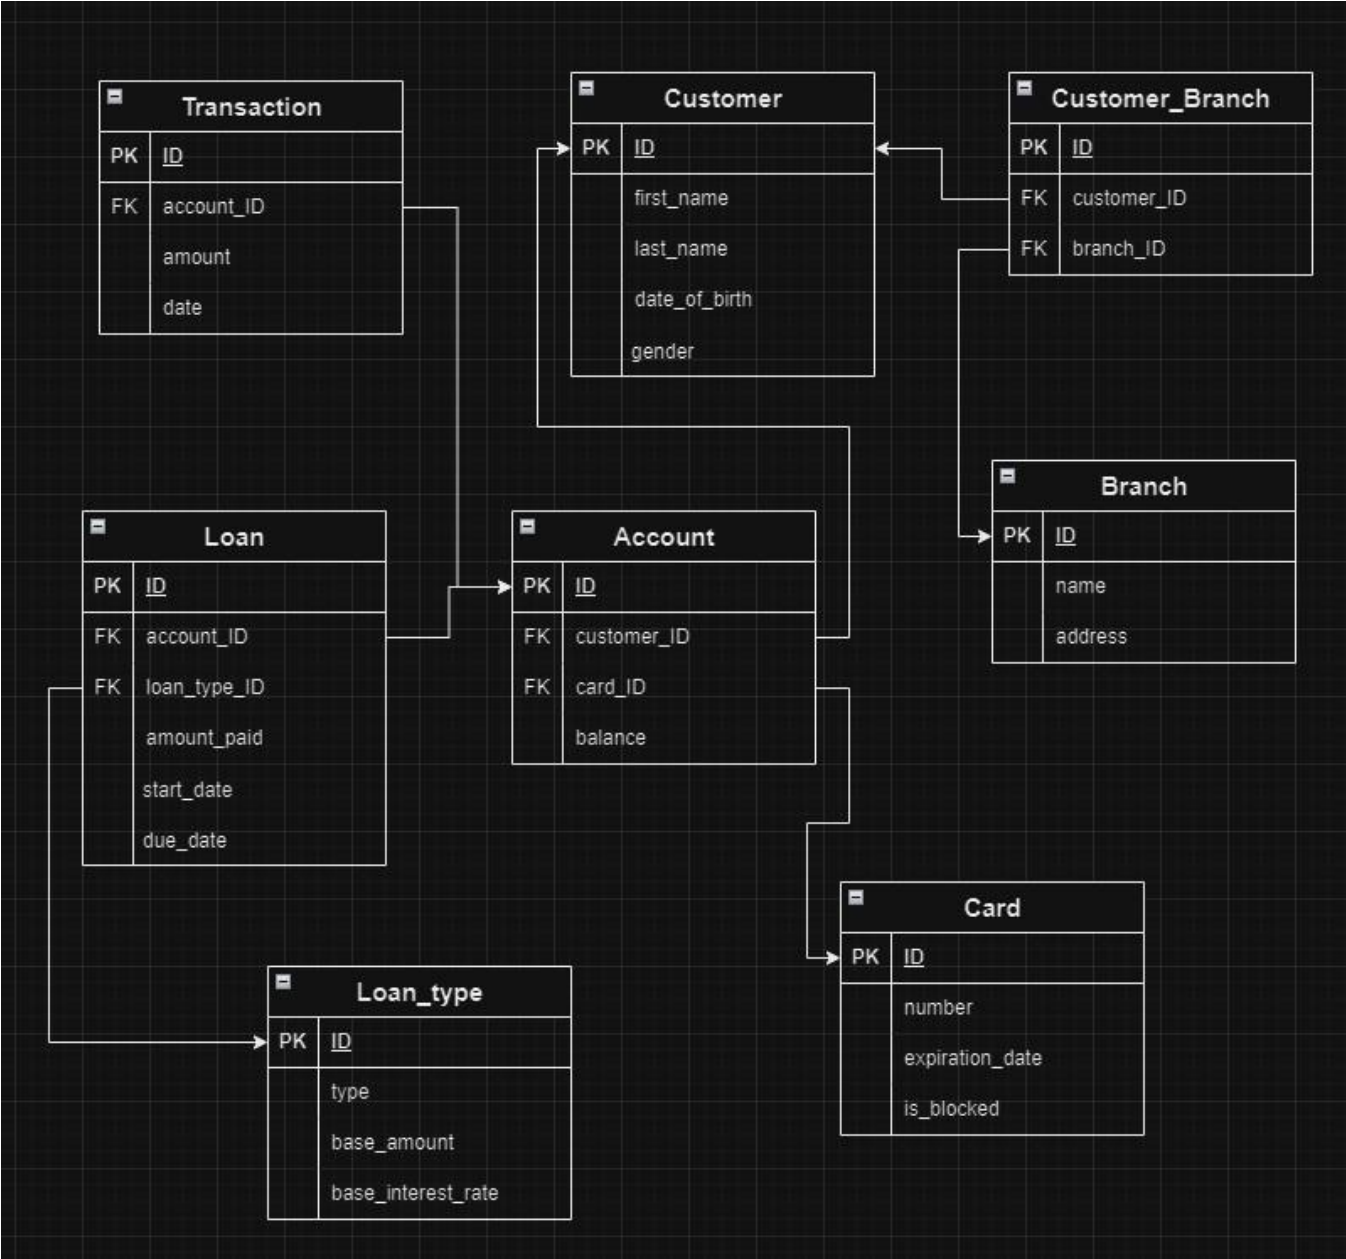 Transaction
PK ID
FK account_ID
amount
date
Customer
PK ID
first_name
last_name
date_of_birth
gender
Customer_Branch
PK ID
FK customer_ID
FK branch_ID
Branch
PK ID
name
address
Loan
PK ID
FK account_ID
FK loan_type_ID
amount_paid
start_date
due_date
Account
PK ID
FK customer_ID
FK card_ID
balance
Card
PK ID
number
expiration_date
is_blocked
Loan_type
PK ID
type
base_amount
base_interest_rate